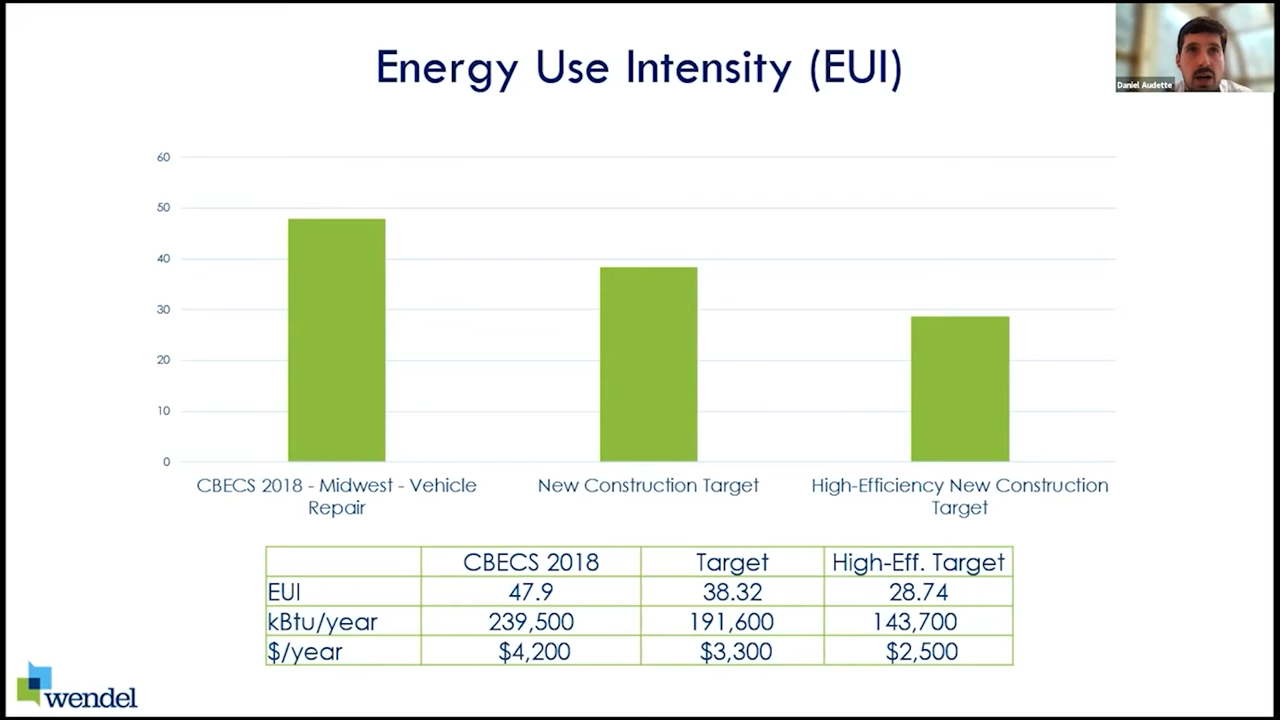 Energy Use Intensity (EUI)
Daniel Audette
60
50
40
30
20
10
0
CBECS 2018 - Midwest - Vehicle
Repair
New Construction Target
High-Efficiency New Construction
Target
CBECS 2018 Target High-Eff. Target
EUI 47.9 38.32 28.74
kBtu/year 239,500 191,600 143,700
$/year $4,200 $3,300 $2,500
wendel